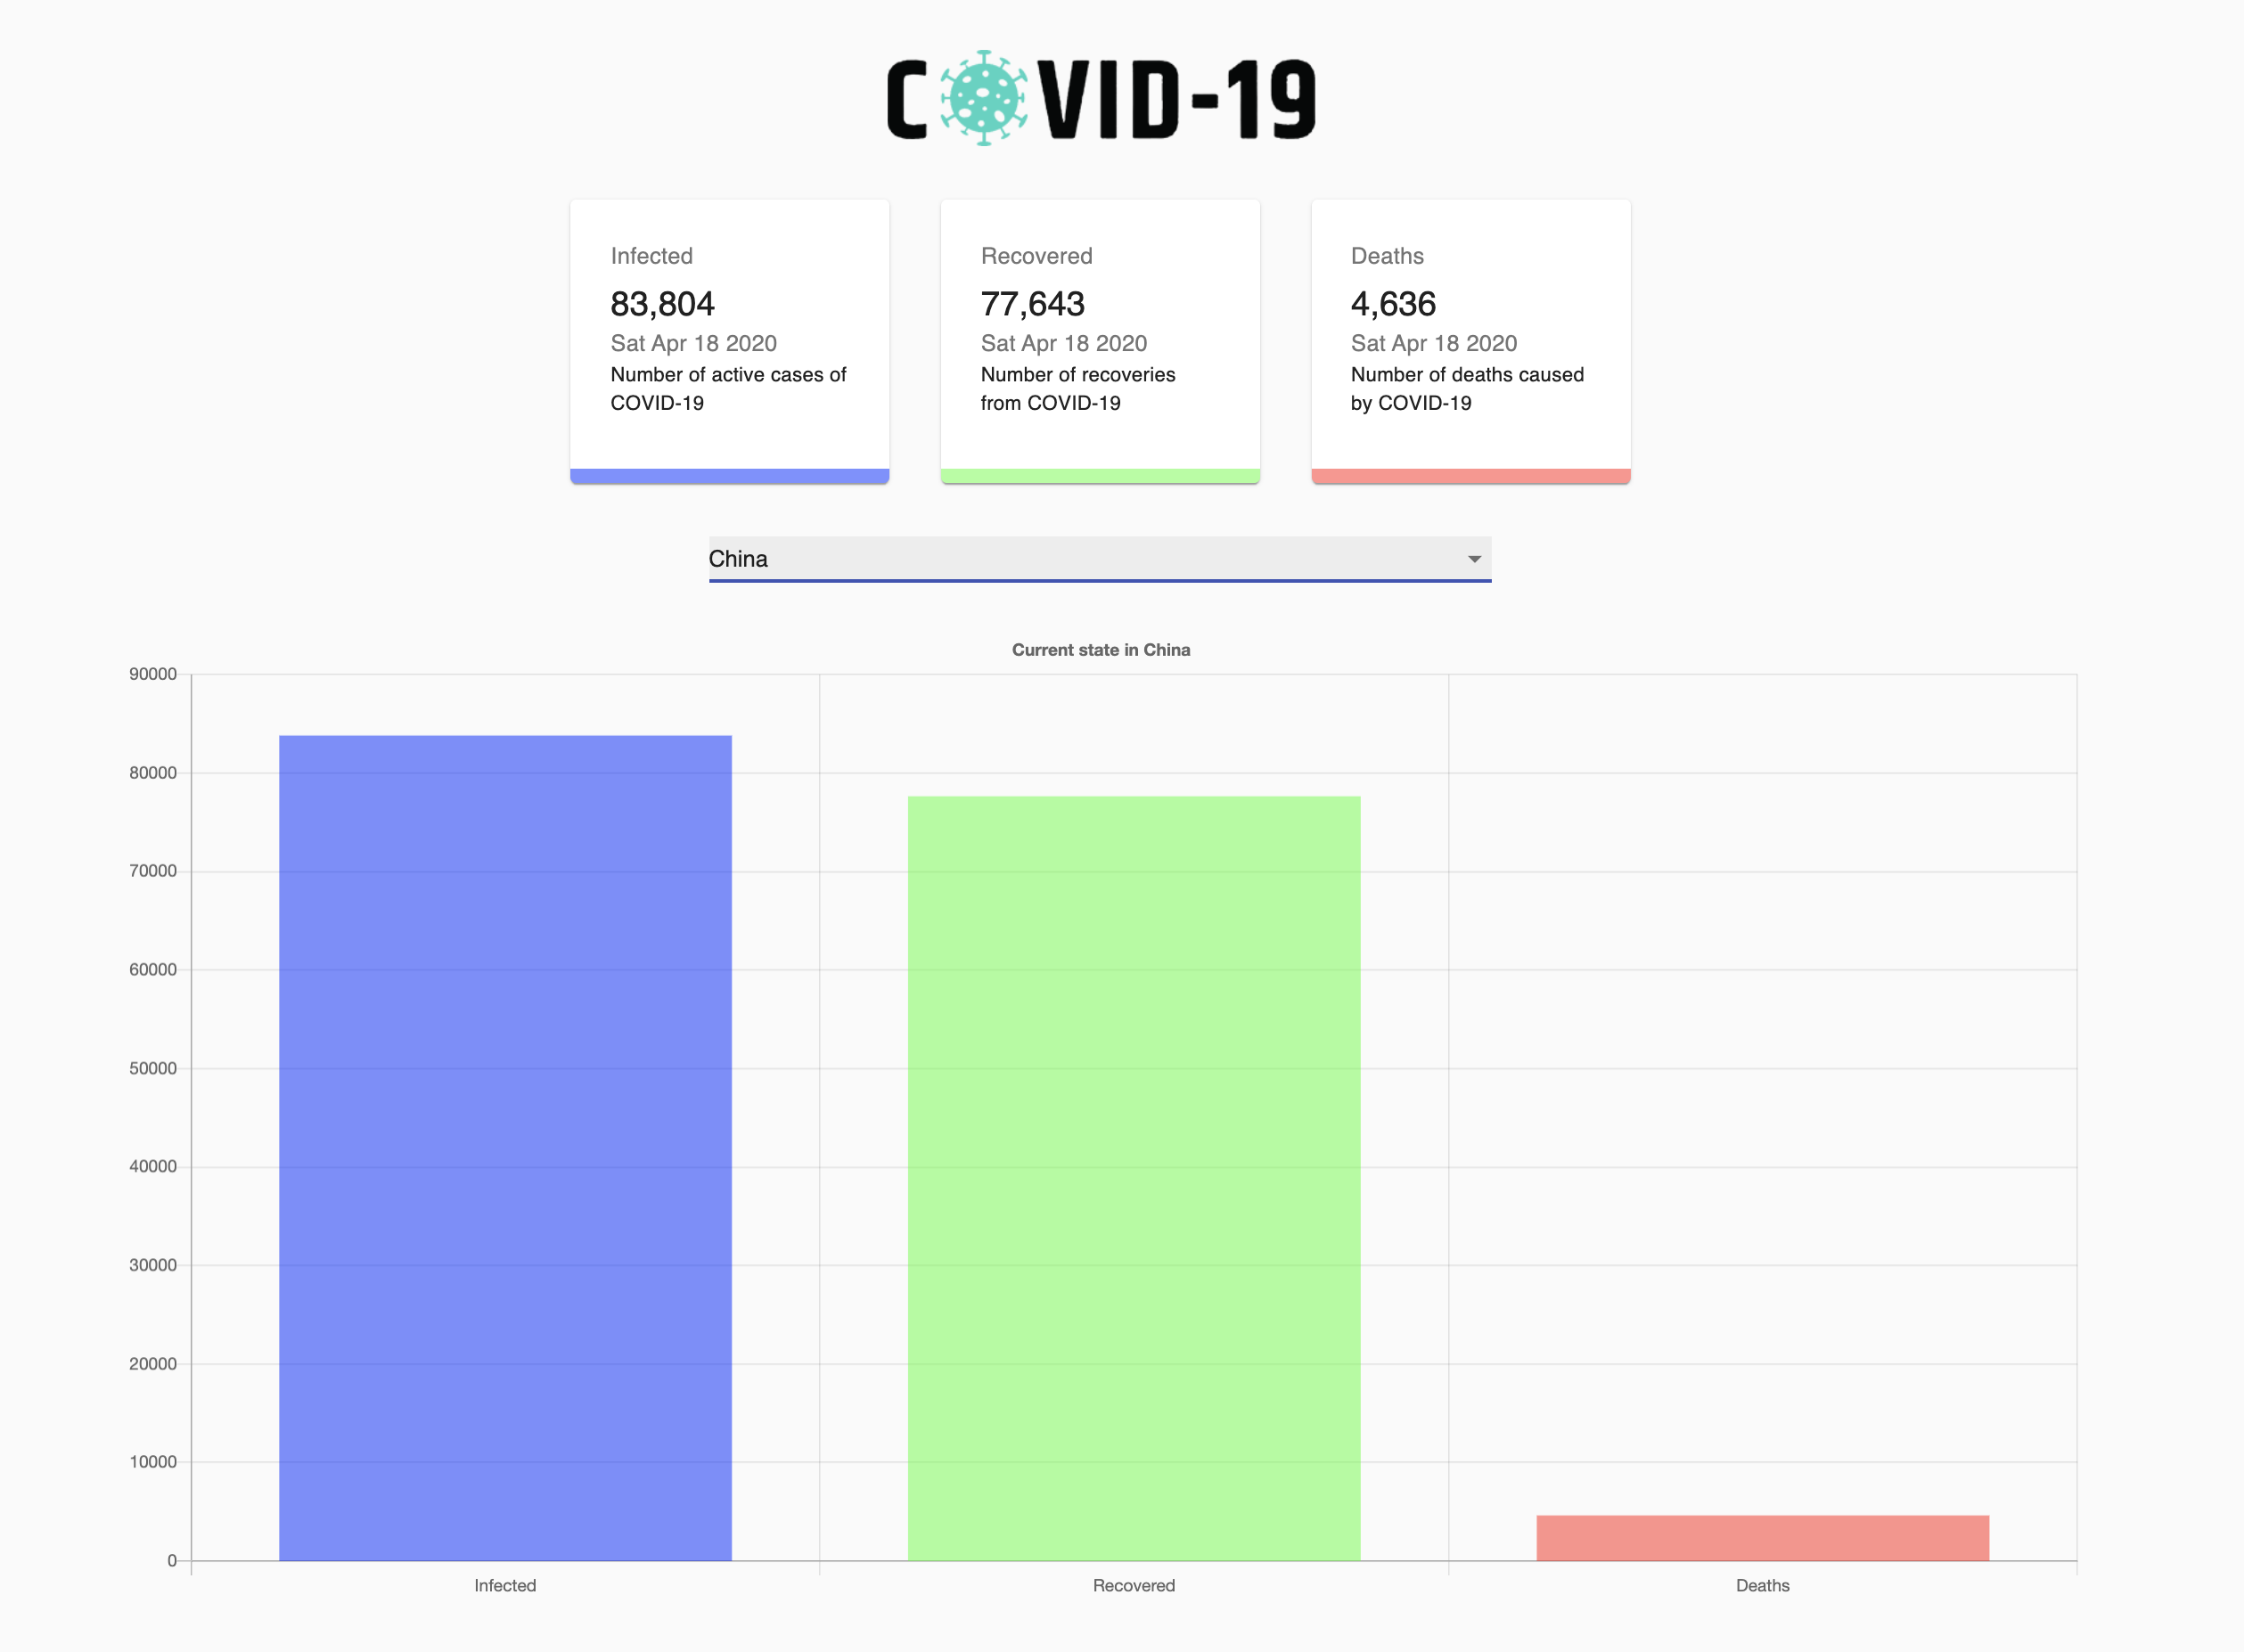 COVID-19
Infected
83,804
Sat Apr 18 2020
Number of active cases of
COVID-19
Recovered
77,643
Sat Apr 18 2020
Number of recoveries
from COVID-19
Deaths
4,636
Sat Apr 18 2020
Number of deaths caused
by COVID-19
China
Current state in China
90000
80000
70000
60000
50000
40000
30000
20000
10000
0
Infected
Recovered
Deaths